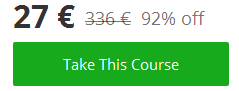 27 € 336 € 92% off
Take This Course